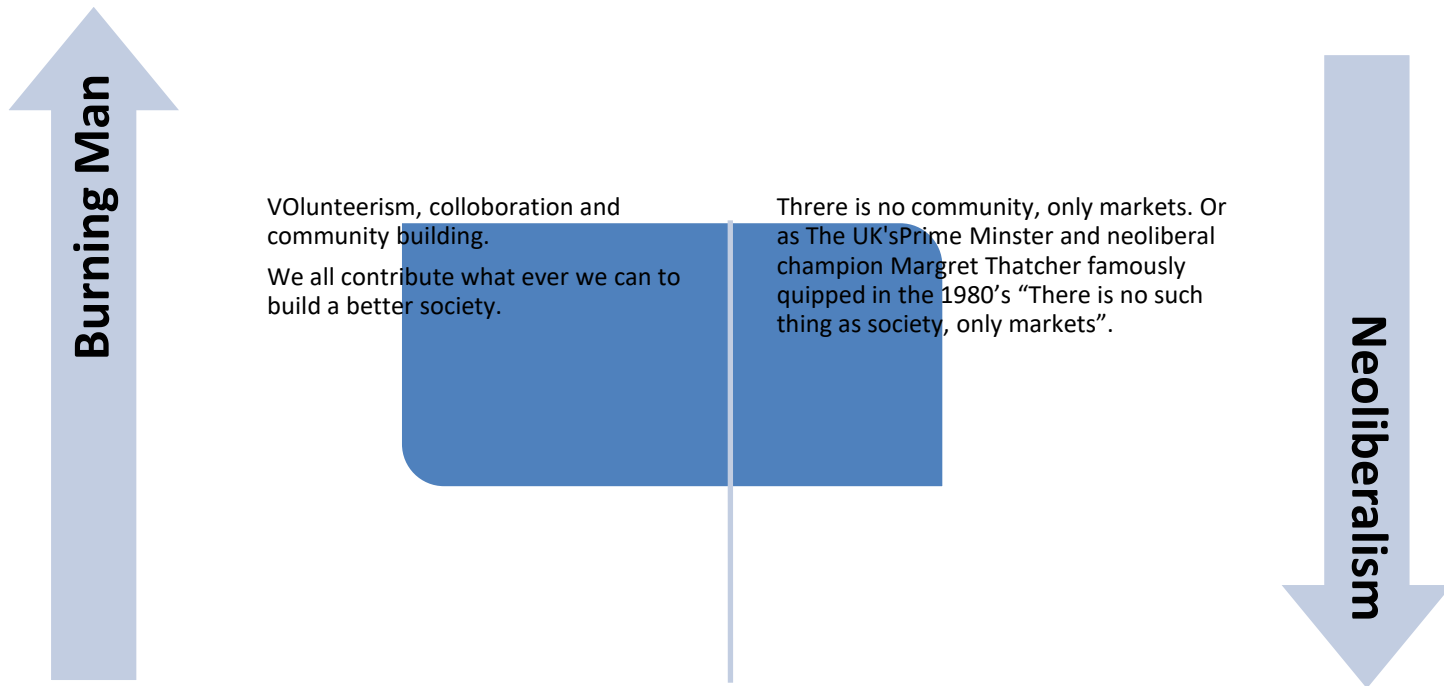 Burning Man
VOlunteerism, colloboration and
community building.
We all contribute what ever we can to
build a better society.
Threre is no community, only markets. Or
as The UK'sPrime Minster and neoliberal
champion Margret Thatcher famously
quipped in the 1980’s “There is no such
thing as society, only markets”.
Neoliberalism